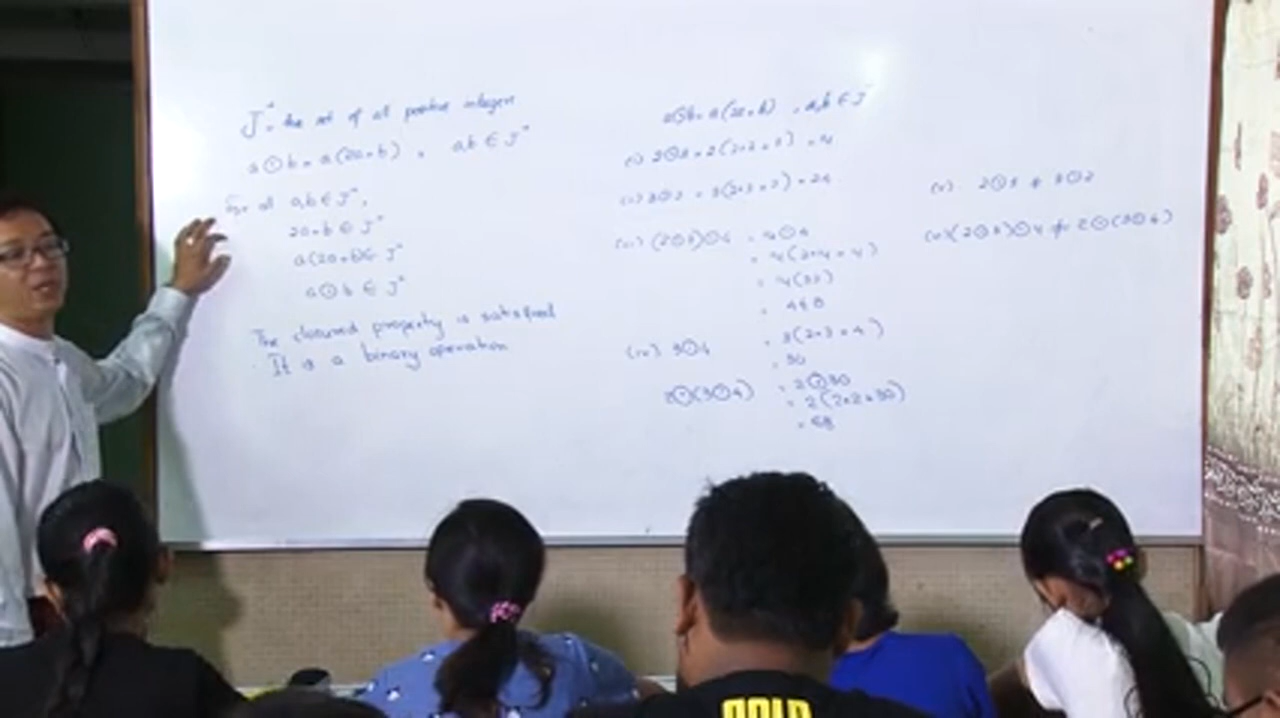 J⁺ = the set of all positive integers
a⊙b = a(2a+b), a,b ∈ J⁺
For all a,b ∈ J⁺,
2a+b ∈ J⁺
a(2a+b) ∈ J⁺
a⊙b ∈ J⁺
The closured property is satisfied
It is a binary operation
a⊙b = a(2a+b), a,b ∈ J⁺
(i) 2⊙3 = 2(2×2+3) = 14
(ii) 3⊙2 = 3(2×3+2) = 24
(iii) (2⊙3)⊙4 = 14⊙4
= 14(2×14+4)
= 14(32)
= 448
(iv) 3⊙4 = 3(2×3+4)
= 30
2⊙(3⊙4) = 2⊙30
= 2(2×2+30)
= 68
(v) 2⊙3 ≠ 3⊙2
(2⊙3)⊙4 ≠ 2⊙(3⊙4)
GOLD